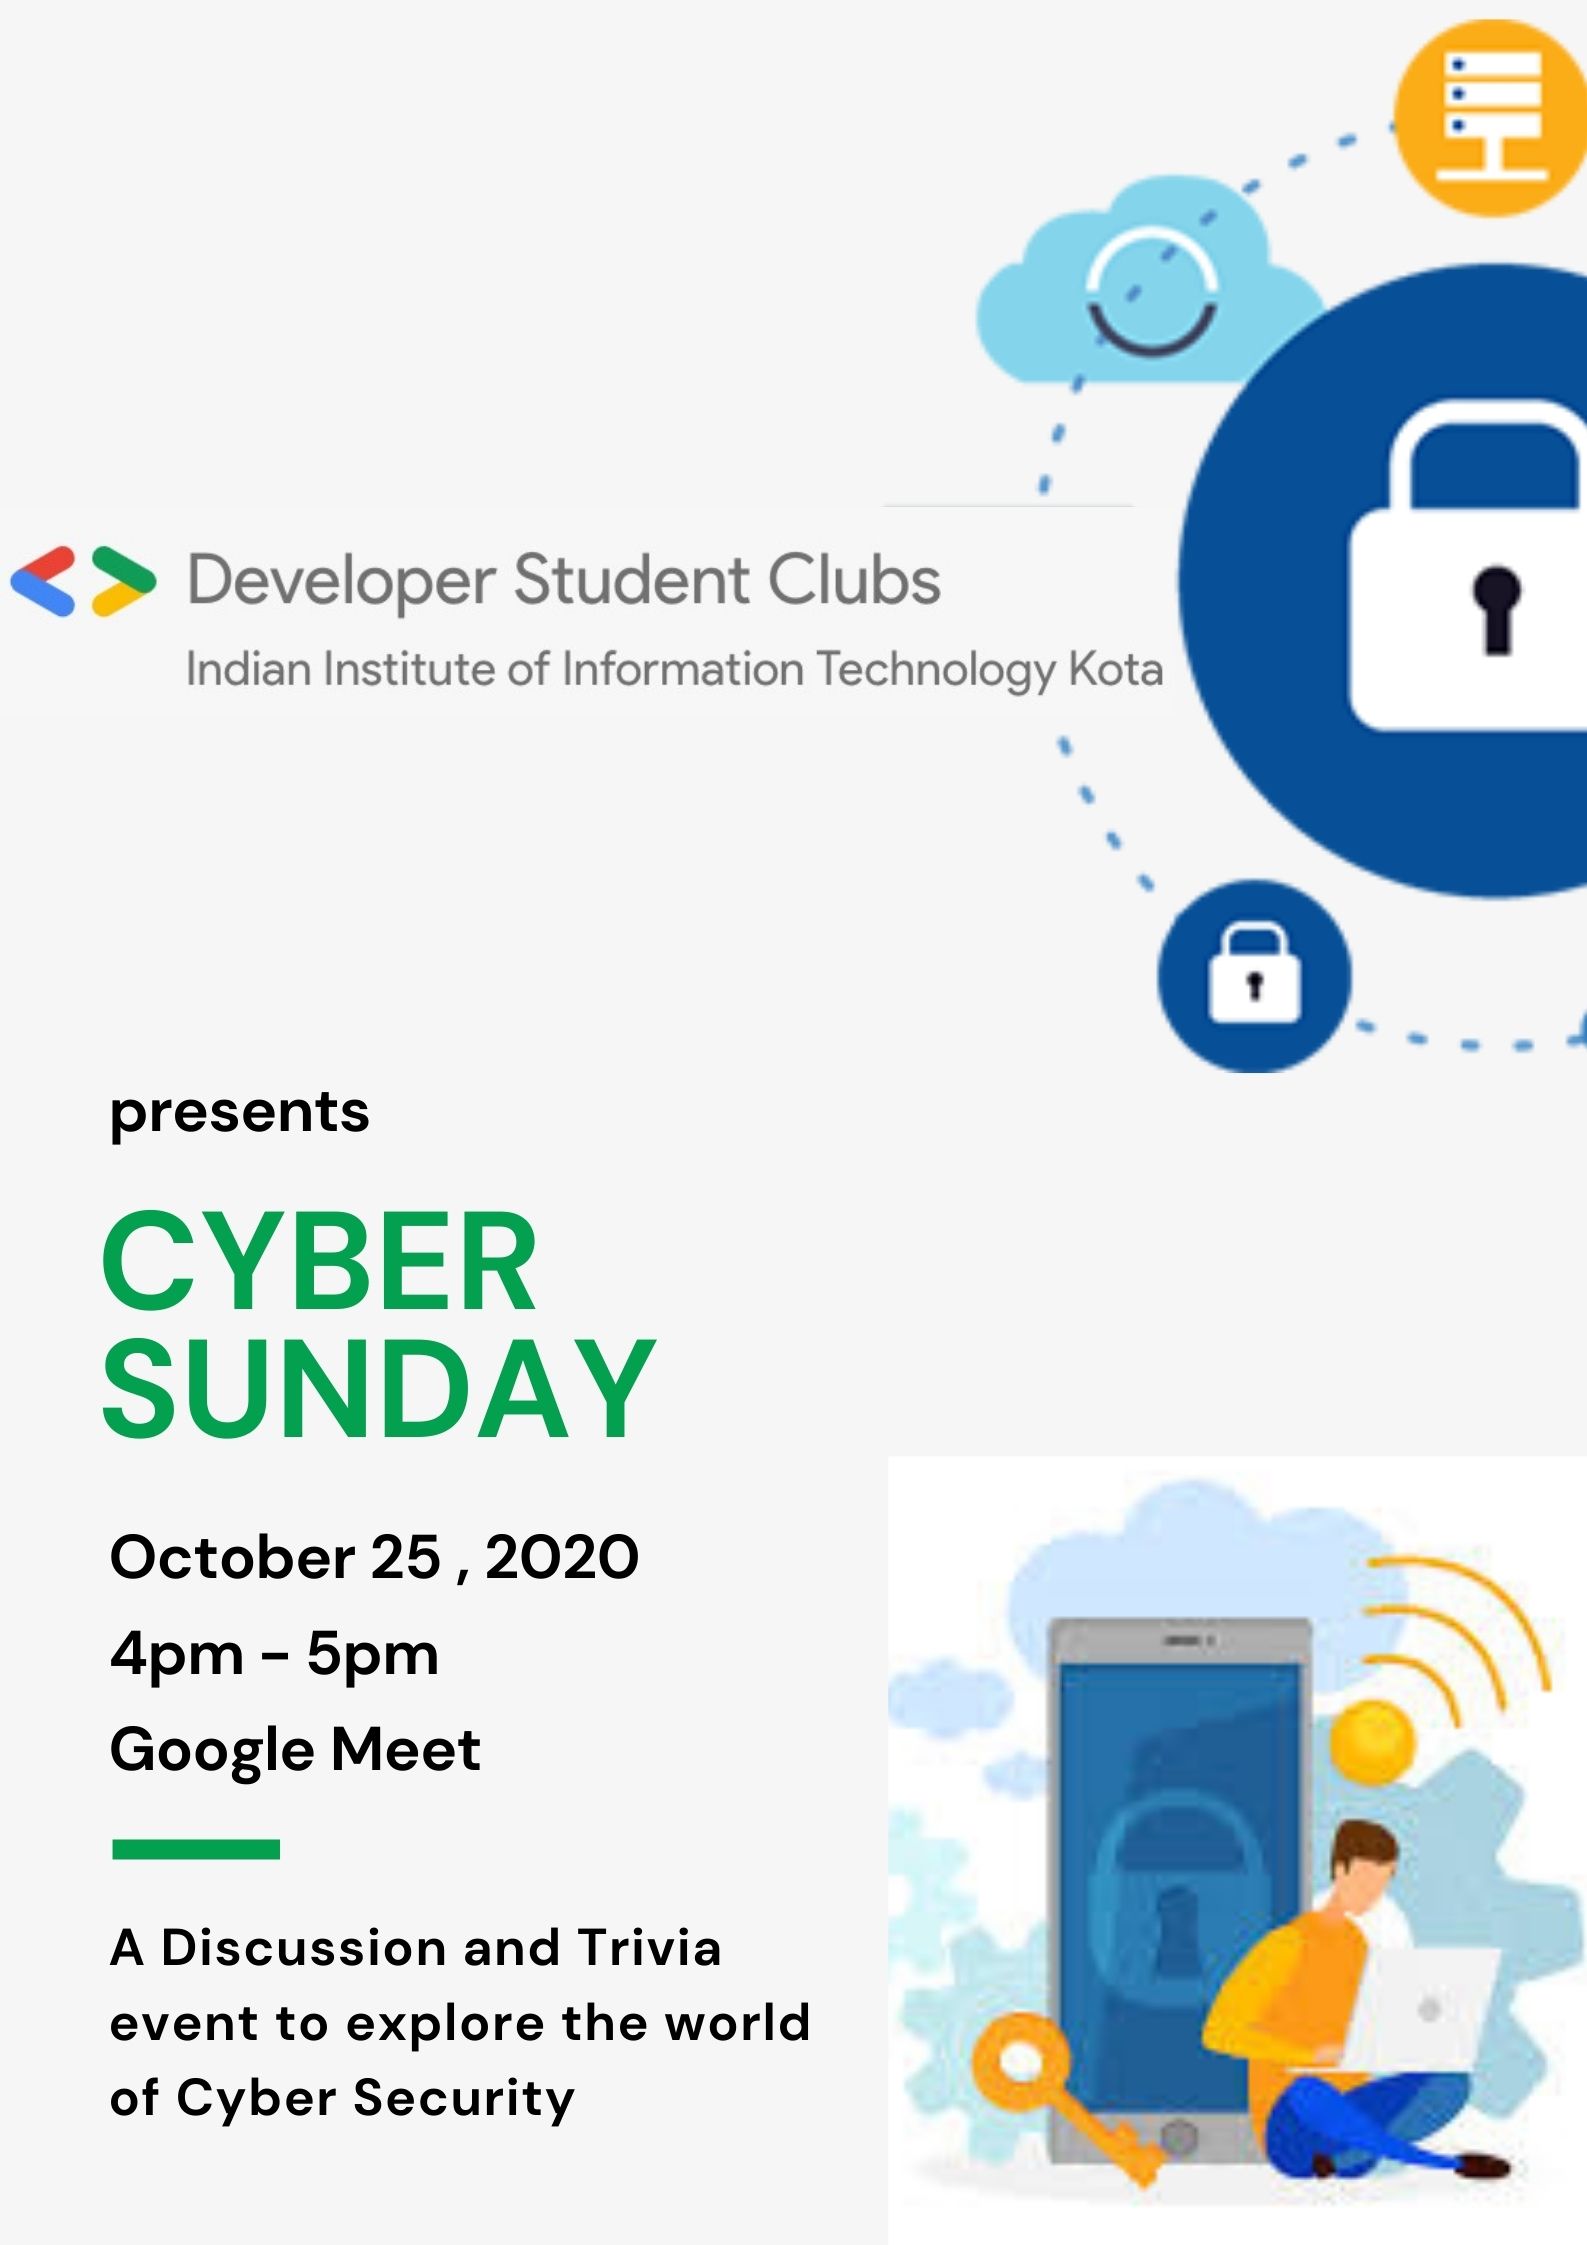 Developer Student Clubs
Indian Institute of Information Technology Kota
presents
CYBER
SUNDAY
October 25 , 2020
4pm - 5pm
Google Meet
A Discussion and Trivia
event to explore the world
of Cyber Security